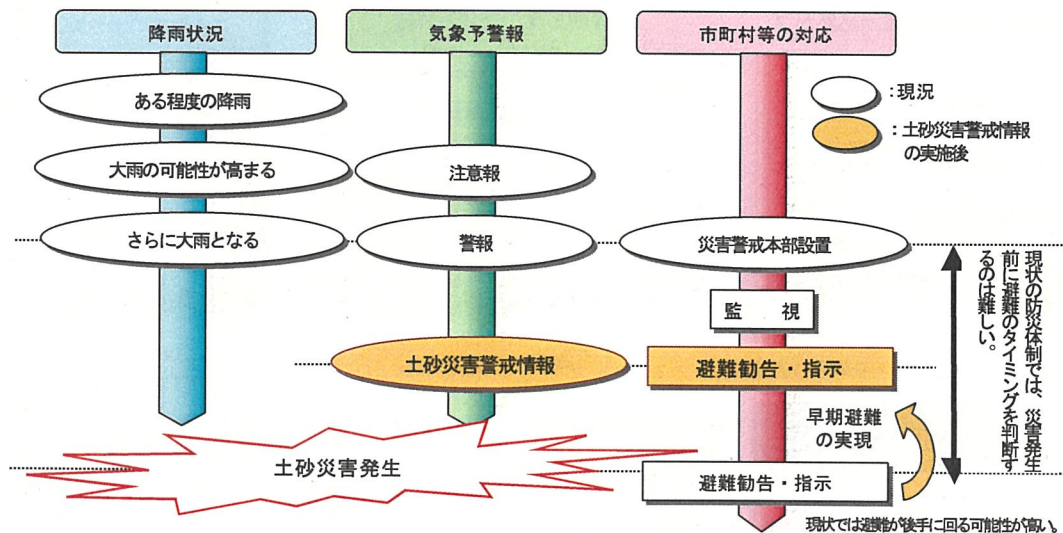 降雨状況
気象予警報
市町村等の対応
ある程度の降雨
：現況
：土砂災害警戒情報
の実施後
大雨の可能性が高まる
注意報
さらに大雨となる
警報
災害警戒本部設置
監　視
土砂災害警戒情報
避難勧告・指示
早期避難
の実現
土砂災害発生
避難勧告・指示
現状の防災体制では、災害発生
前に避難のタイミングを判断す
るのは難しい。
現状では避難が後手に回る可能性が高い。